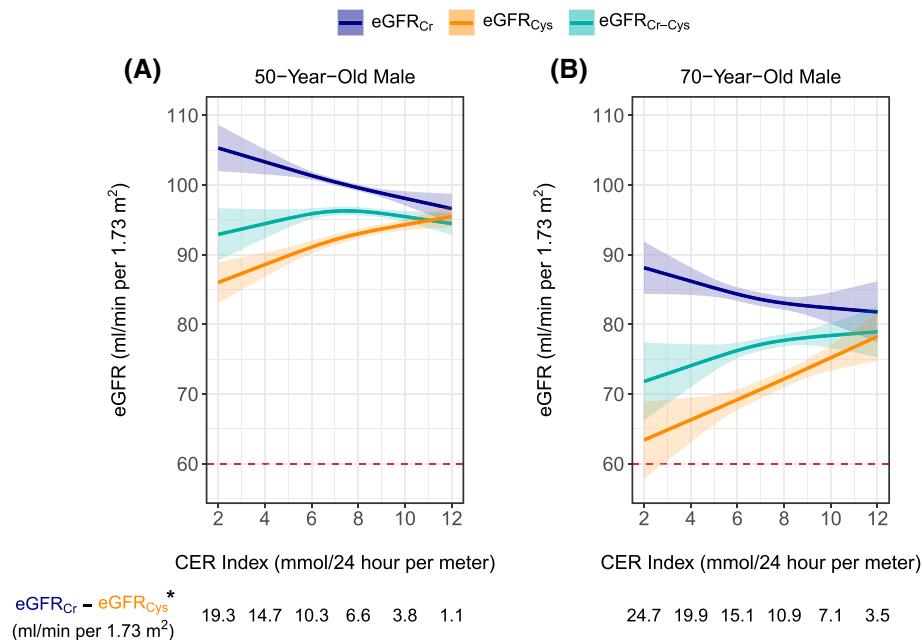 eGFRCr eGFRCys eGFRCr−Cys
(A) (B)
50−Year−Old Male 70−Year−Old Male
eGFR (ml/min per 1.73 m²)
110
100
90
80
70
60
2 4 6 8 10 12
CER Index (mmol/24 hour per meter)
eGFR (ml/min per 1.73 m²)
110
100
90
80
70
60
2 4 6 8 10 12
CER Index (mmol/24 hour per meter)
eGFRCr − eGFRCys* 
(ml/min per 1.73 m²)
19.3 14.7 10.3 6.6 3.8 1.1
24.7 19.9 15.1 10.9 7.1 3.5